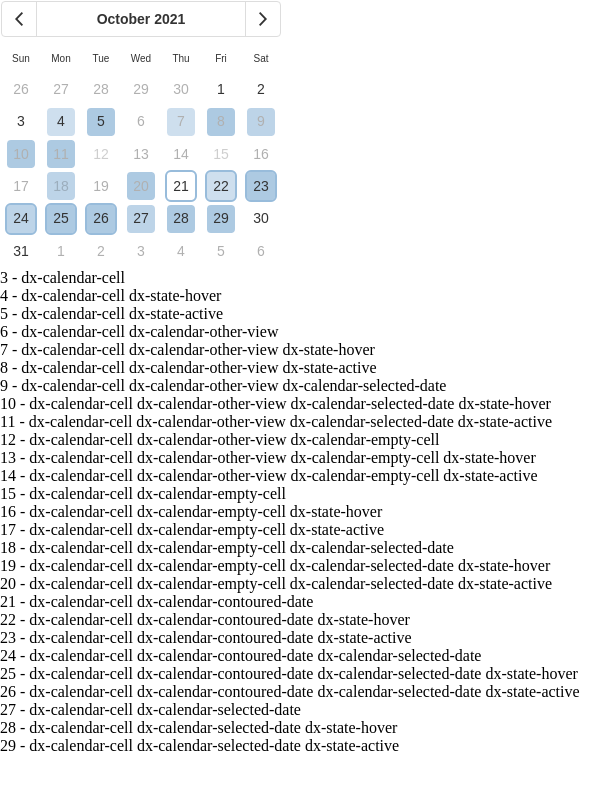 October 2021
Sun Mon Tue Wed Thu Fri Sat
26 27 28 29 30 1 2
3 4 5 6 7 8 9
10 11 12 13 14 15 16
17 18 19 20 21 22 23
24 25 26 27 28 29 30
31 1 2 3 4 5 6
3 - dx-calendar-cell
4 - dx-calendar-cell dx-state-hover
5 - dx-calendar-cell dx-state-active
6 - dx-calendar-cell dx-calendar-other-view
7 - dx-calendar-cell dx-calendar-other-view dx-state-hover
8 - dx-calendar-cell dx-calendar-other-view dx-state-active
9 - dx-calendar-cell dx-calendar-other-view dx-calendar-selected-date
10 - dx-calendar-cell dx-calendar-other-view dx-calendar-selected-date dx-state-hover
11 - dx-calendar-cell dx-calendar-other-view dx-calendar-selected-date dx-state-active
12 - dx-calendar-cell dx-calendar-other-view dx-calendar-empty-cell
13 - dx-calendar-cell dx-calendar-other-view dx-calendar-empty-cell dx-state-hover
14 - dx-calendar-cell dx-calendar-other-view dx-calendar-empty-cell dx-state-active
15 - dx-calendar-cell dx-calendar-empty-cell
16 - dx-calendar-cell dx-calendar-empty-cell dx-state-hover
17 - dx-calendar-cell dx-calendar-empty-cell dx-state-active
18 - dx-calendar-cell dx-calendar-empty-cell dx-calendar-selected-date
19 - dx-calendar-cell dx-calendar-empty-cell dx-calendar-selected-date dx-state-hover
20 - dx-calendar-cell dx-calendar-empty-cell dx-calendar-selected-date dx-state-active
21 - dx-calendar-cell dx-calendar-contoured-date
22 - dx-calendar-cell dx-calendar-contoured-date dx-state-hover
23 - dx-calendar-cell dx-calendar-contoured-date dx-state-active
24 - dx-calendar-cell dx-calendar-contoured-date dx-calendar-selected-date
25 - dx-calendar-cell dx-calendar-contoured-date dx-calendar-selected-date dx-state-hover
26 - dx-calendar-cell dx-calendar-contoured-date dx-calendar-selected-date dx-state-active
27 - dx-calendar-cell dx-calendar-selected-date
28 - dx-calendar-cell dx-calendar-selected-date dx-state-hover
29 - dx-calendar-cell dx-calendar-selected-date dx-state-active